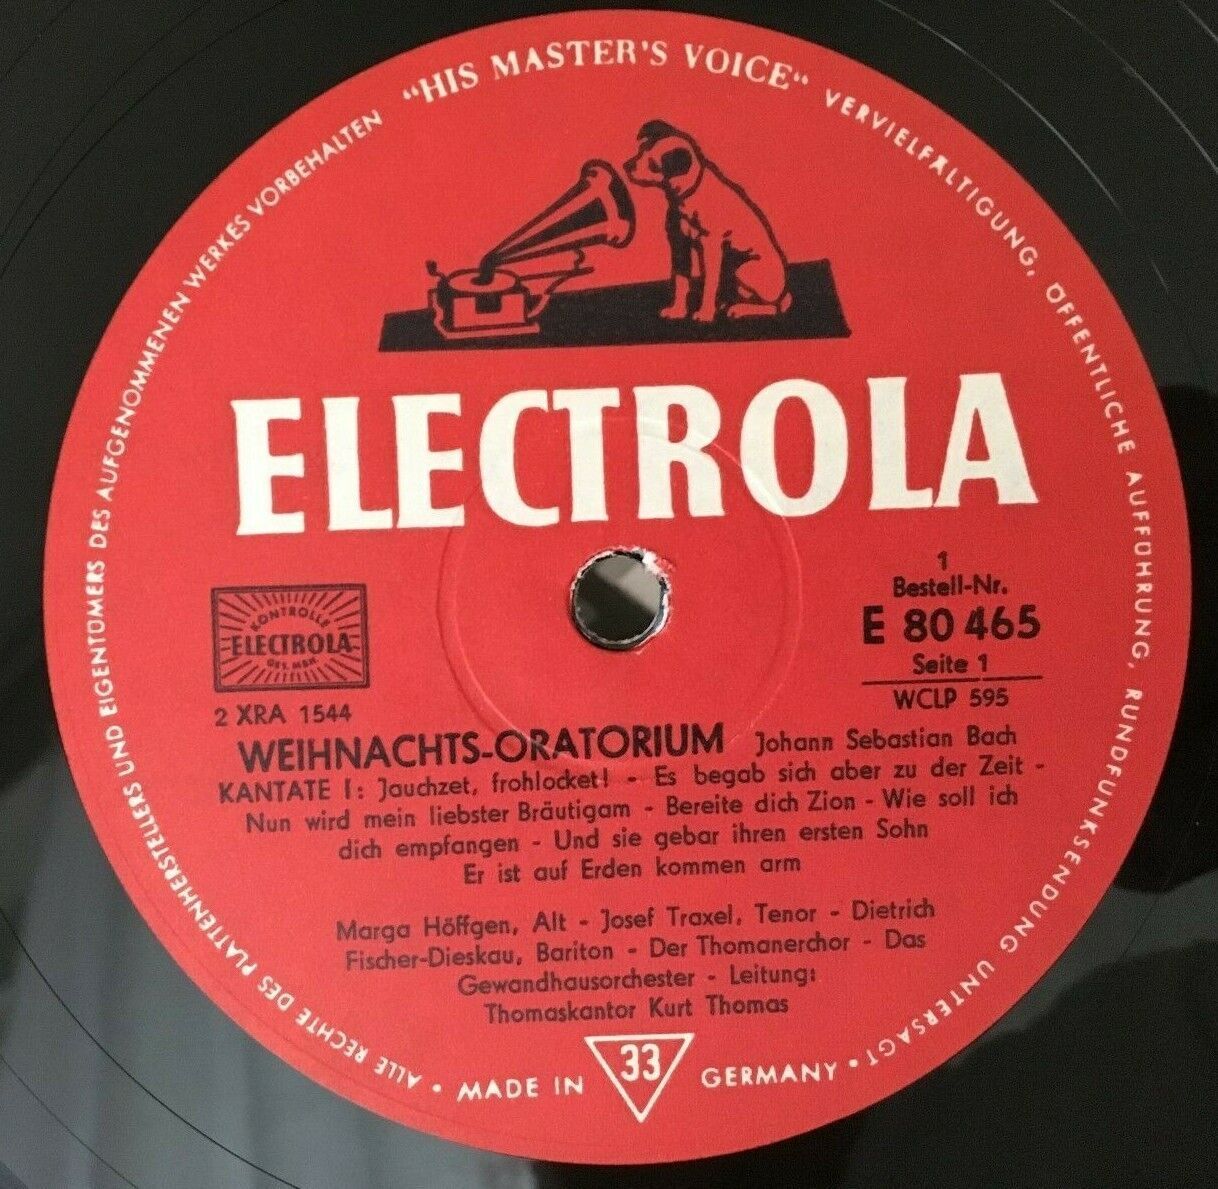 “HIS MASTER'S VOICE“
VERVIELFÄLTIGUNG, ÖFFENTLICHE AUFFÜHRUNG, RUNDFUNKSENDUNG UNTERSAGT •
ALLE RECHTE DES PLATTENHERSTELLERS UND EIGENTÜMERS DES AUFGENOMMENEN WERKES VORBEHALTEN
ELECTROLA
KONTROLLE
ELECTROLA
GES. MBH.
2 XRA 1544
1
Bestell-Nr.
E 80 465
Seite 1
WCLP 595
WEIHNACHTS-ORATORIUM Johann Sebastian Bach
KANTATE I: Jauchzet, frohlocket! - Es begab sich aber zu der Zeit -
Nun wird mein liebster Bräutigam - Bereite dich Zion - Wie soll ich
dich empfangen - Und sie gebar ihren ersten Sohn
Er ist auf Erden kommen arm
Marga Höffgen, Alt - Josef Traxel, Tenor - Dietrich
Fischer-Dieskau, Bariton - Der Thomanerchor - Das
Gewandhausorchester - Leitung:
Thomaskantor Kurt Thomas
33
• MADE IN GERMANY